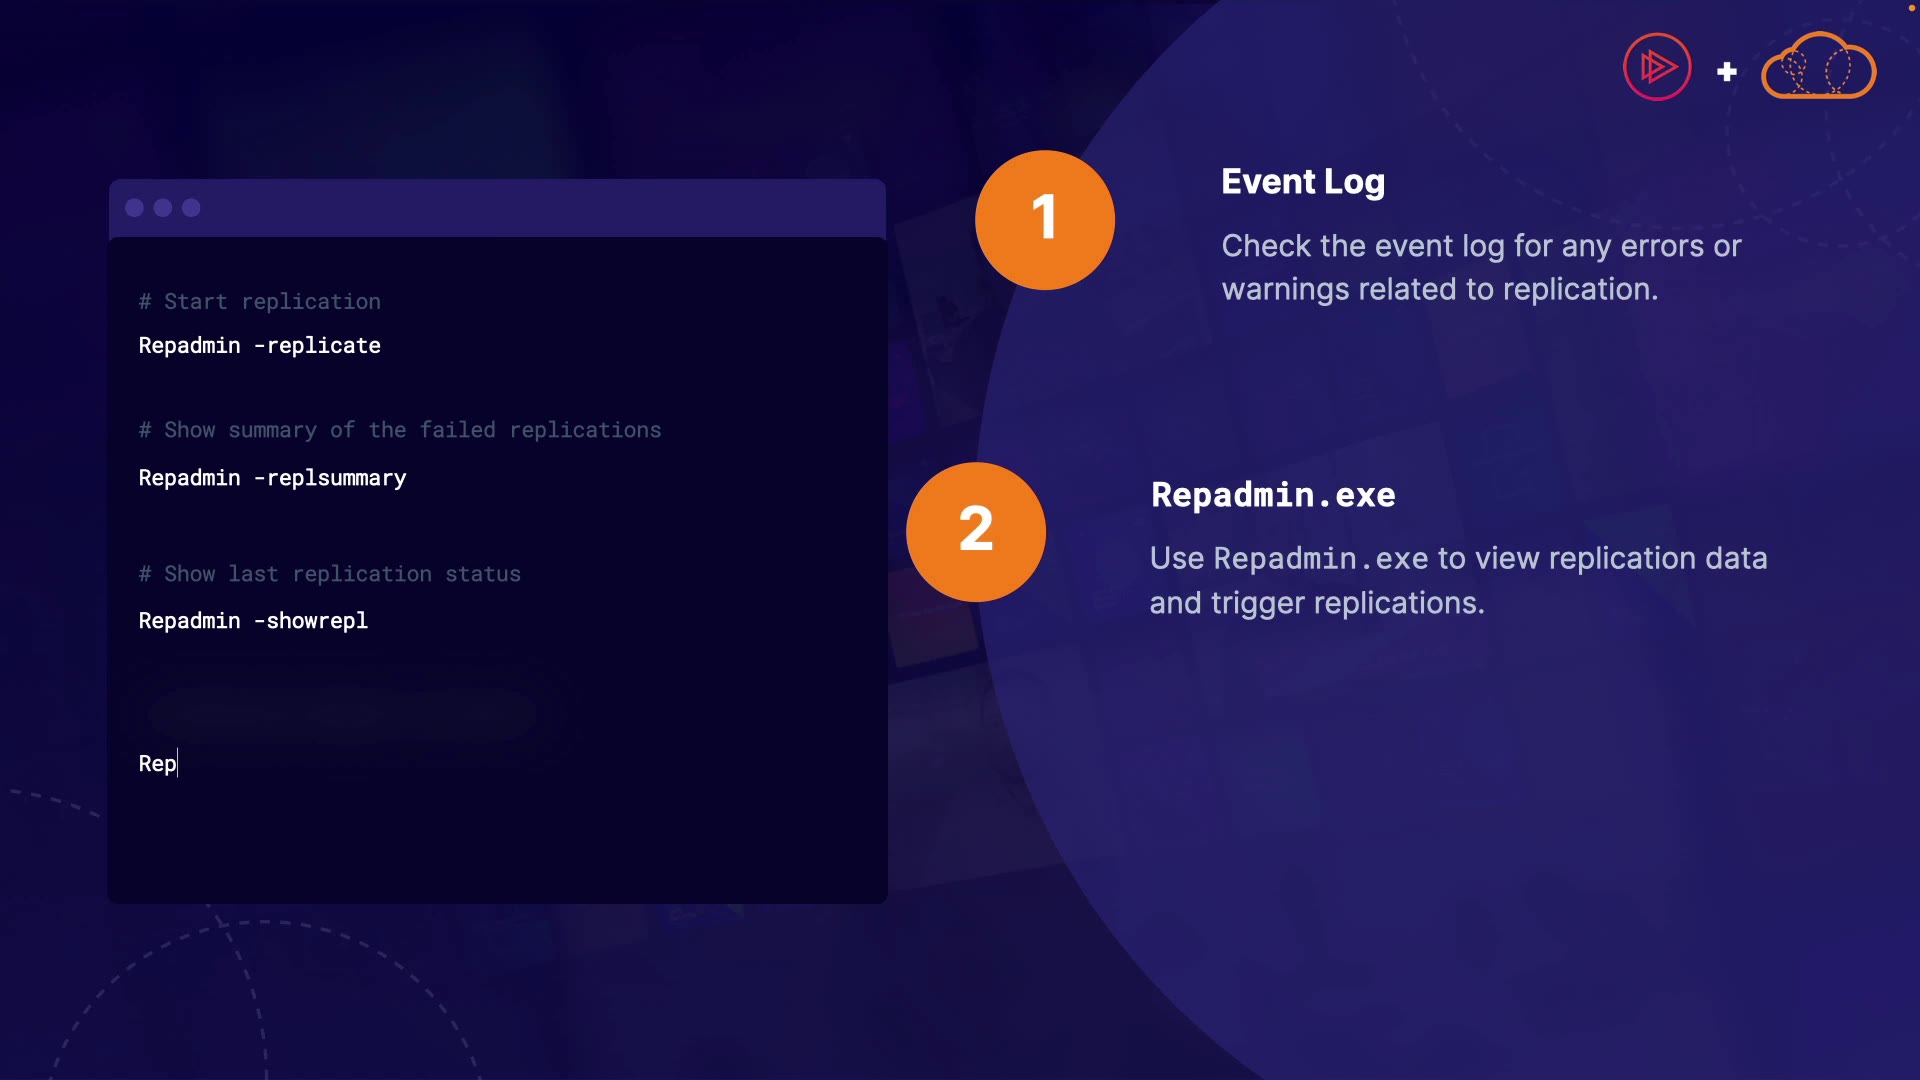 # Start replication
Repadmin -replicate
# Show summary of the failed replications
Repadmin -replsummary
# Show last replication status
Repadmin -showrepl
Rep
1
Event Log
Check the event log for any errors or
warnings related to replication.
2
Repadmin.exe
Use Repadmin.exe to view replication data
and trigger replications.
+